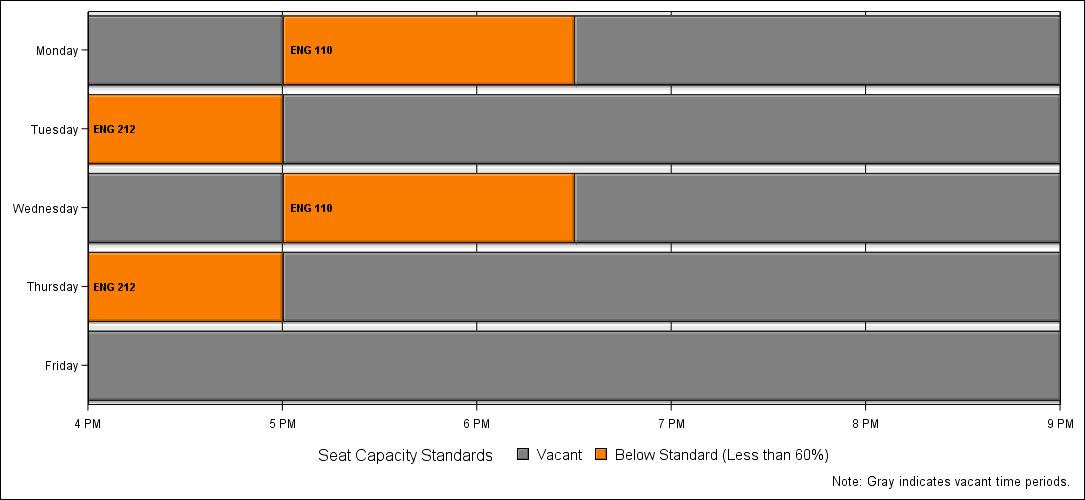 Monday
ENG 110
Tuesday
ENG 212
Wednesday
ENG 110
Thursday
ENG 212
Friday
4 PM 5 PM 6 PM 7 PM 8 PM 9 PM
Seat Capacity Standards Vacant Below Standard (Less than 60%)
Note: Gray indicates vacant time periods.